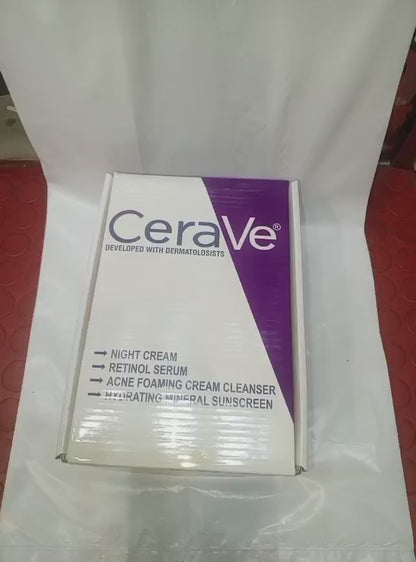 CeraVe®
DEVELOPED WITH DERMATOLOGISTS
→ NIGHT CREAM
→ RETINOL SERUM
→ ACNE FOAMING CREAM CLEANSER
→ HYDRATING MINERAL SUNSCREEN